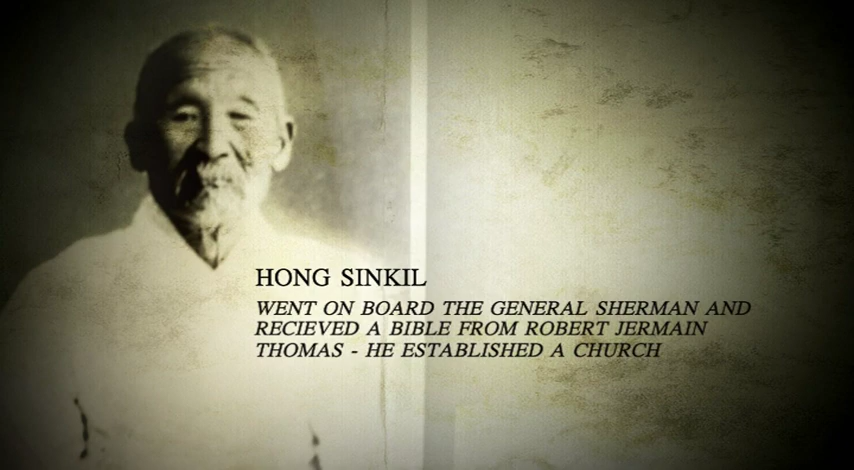 HONG SINKIL
WENT ON BOARD THE GENERAL SHERMAN AND
RECIEVED A BIBLE FROM ROBERT JERMAIN
THOMAS - HE ESTABLISHED A CHURCH